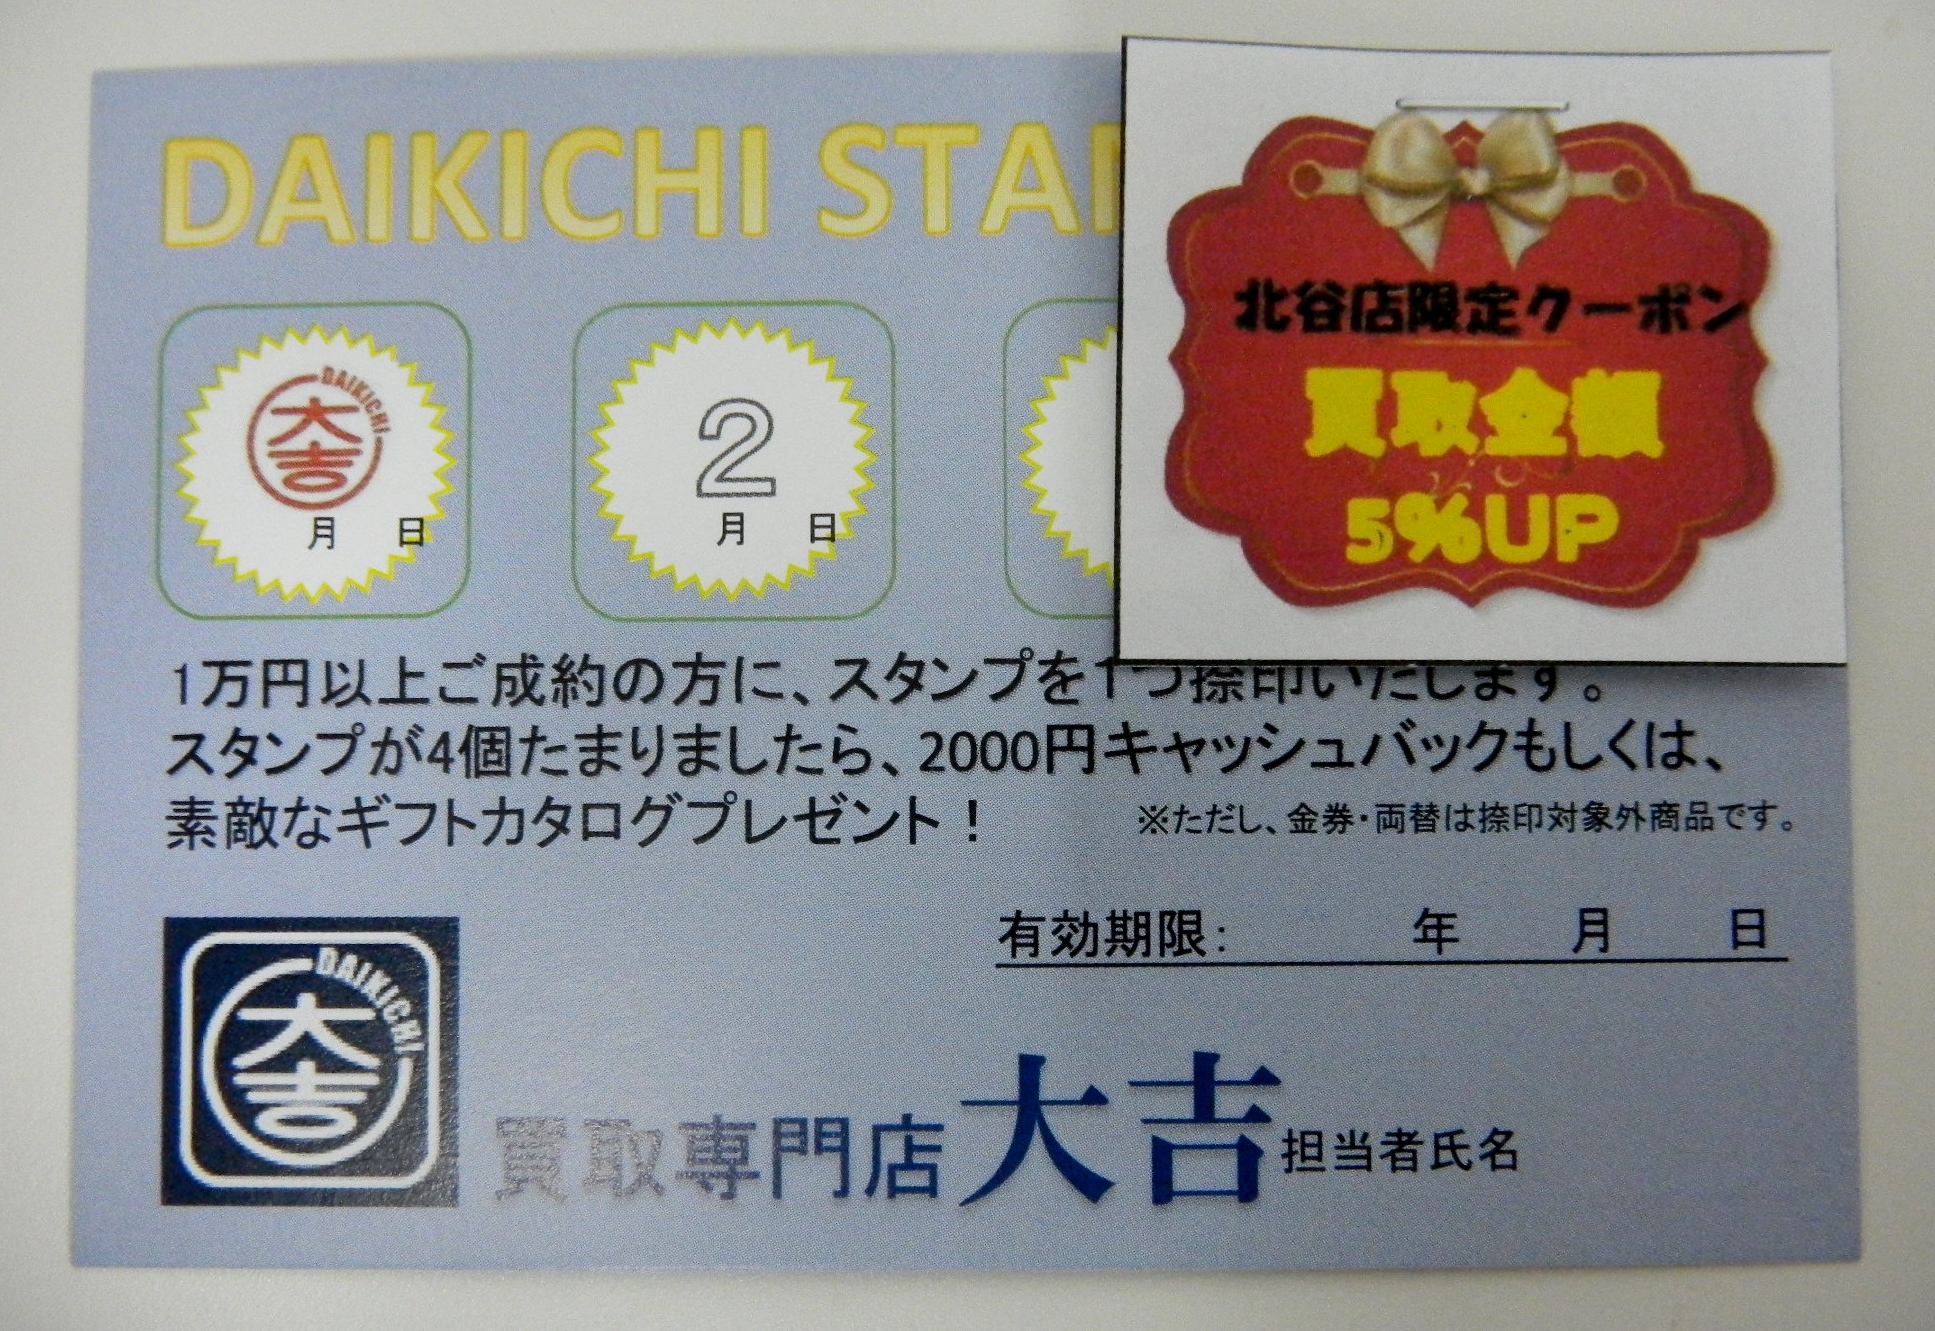 DAIKICHI STA
北谷店限定クーポン
買取金額
5%UP
DAIKICHI
大吉
月 日
2
月 日
1万円以上ご成約の方に、スタンプを1つ捺印いたします。
スタンプが4個たまりましたら、2000円キャッシュバックもしくは、
素敵なギフトカタログプレゼント！
※ただし、金券・両替は捺印対象外商品です。
有効期限: 年 月 日
DAIKICHI
大吉
買取専門店 大吉 担当者氏名